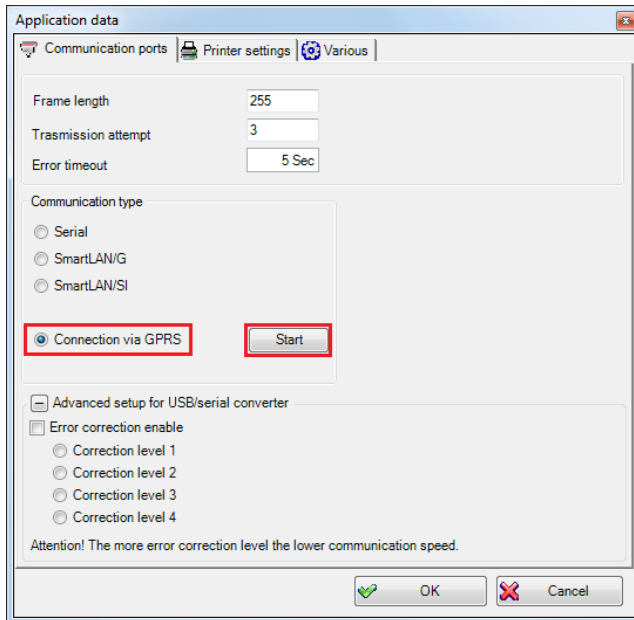 Application data
Communication ports Printer settings Various
Frame length 255
Trasmission attempt 3
Error timeout 5 Sec
Communication type
Serial
SmartLAN/G
SmartLAN/SI
Connection via GPRS Start
Advanced setup for USB/serial converter
Error correction enable
Correction level 1
Correction level 2
Correction level 3
Correction level 4
Attention! The more error correction level the lower communication speed.
OK Cancel